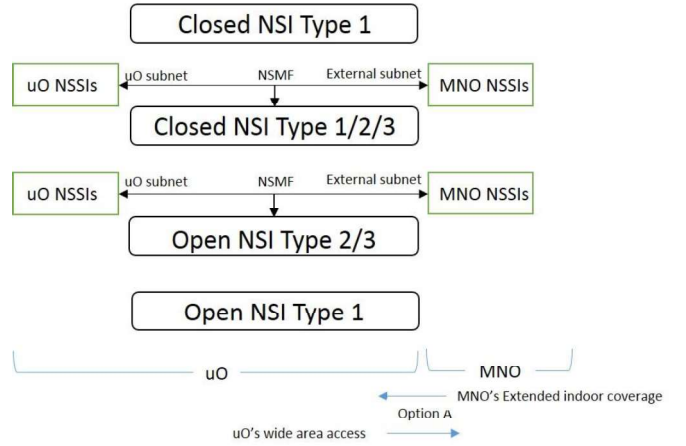 Closed NSI Type 1
uO subnet NSMF External subnet
uO NSSIs MNO NSSIs
Closed NSI Type 1/2/3
uO subnet NSMF External subnet
uO NSSIs MNO NSSIs
Open NSI Type 2/3
Open NSI Type 1
uO MNO
MNO's Extended indoor coverage
Option A
uO's wide area access